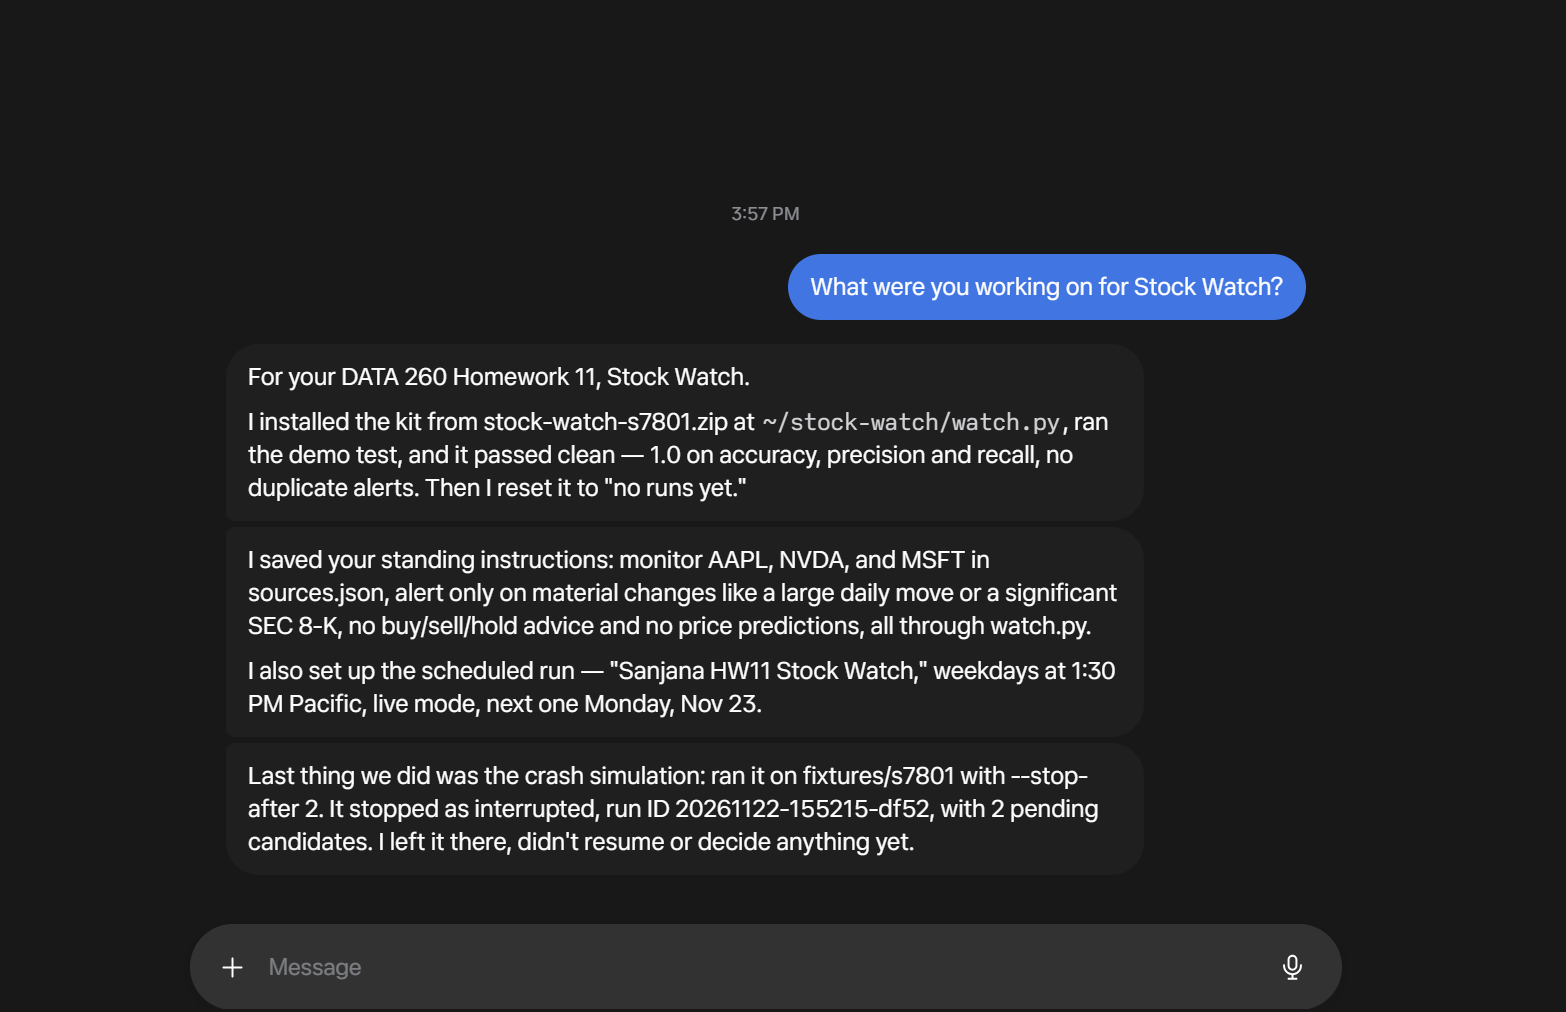 3:57 PM
What were you working on for Stock Watch?
For your DATA 260 Homework 11, Stock Watch.
I installed the kit from stock-watch-s7801.zip at ~/stock-watch/watch.py, ran
the demo test, and it passed clean — 1.0 on accuracy, precision and recall, no
duplicate alerts. Then I reset it to "no runs yet."
I saved your standing instructions: monitor AAPL, NVDA, and MSFT in
sources.json, alert only on material changes like a large daily move or a significant
SEC 8-K, no buy/sell/hold advice and no price predictions, all through watch.py.
I also set up the scheduled run — "Sanjana HW11 Stock Watch," weekdays at 1:30
PM Pacific, live mode, next one Monday, Nov 23.
Last thing we did was the crash simulation: ran it on fixtures/s7801 with --stop-
after 2. It stopped as interrupted, run ID 20261122-155215-df52, with 2 pending
candidates. I left it there, didn't resume or decide anything yet.
Message